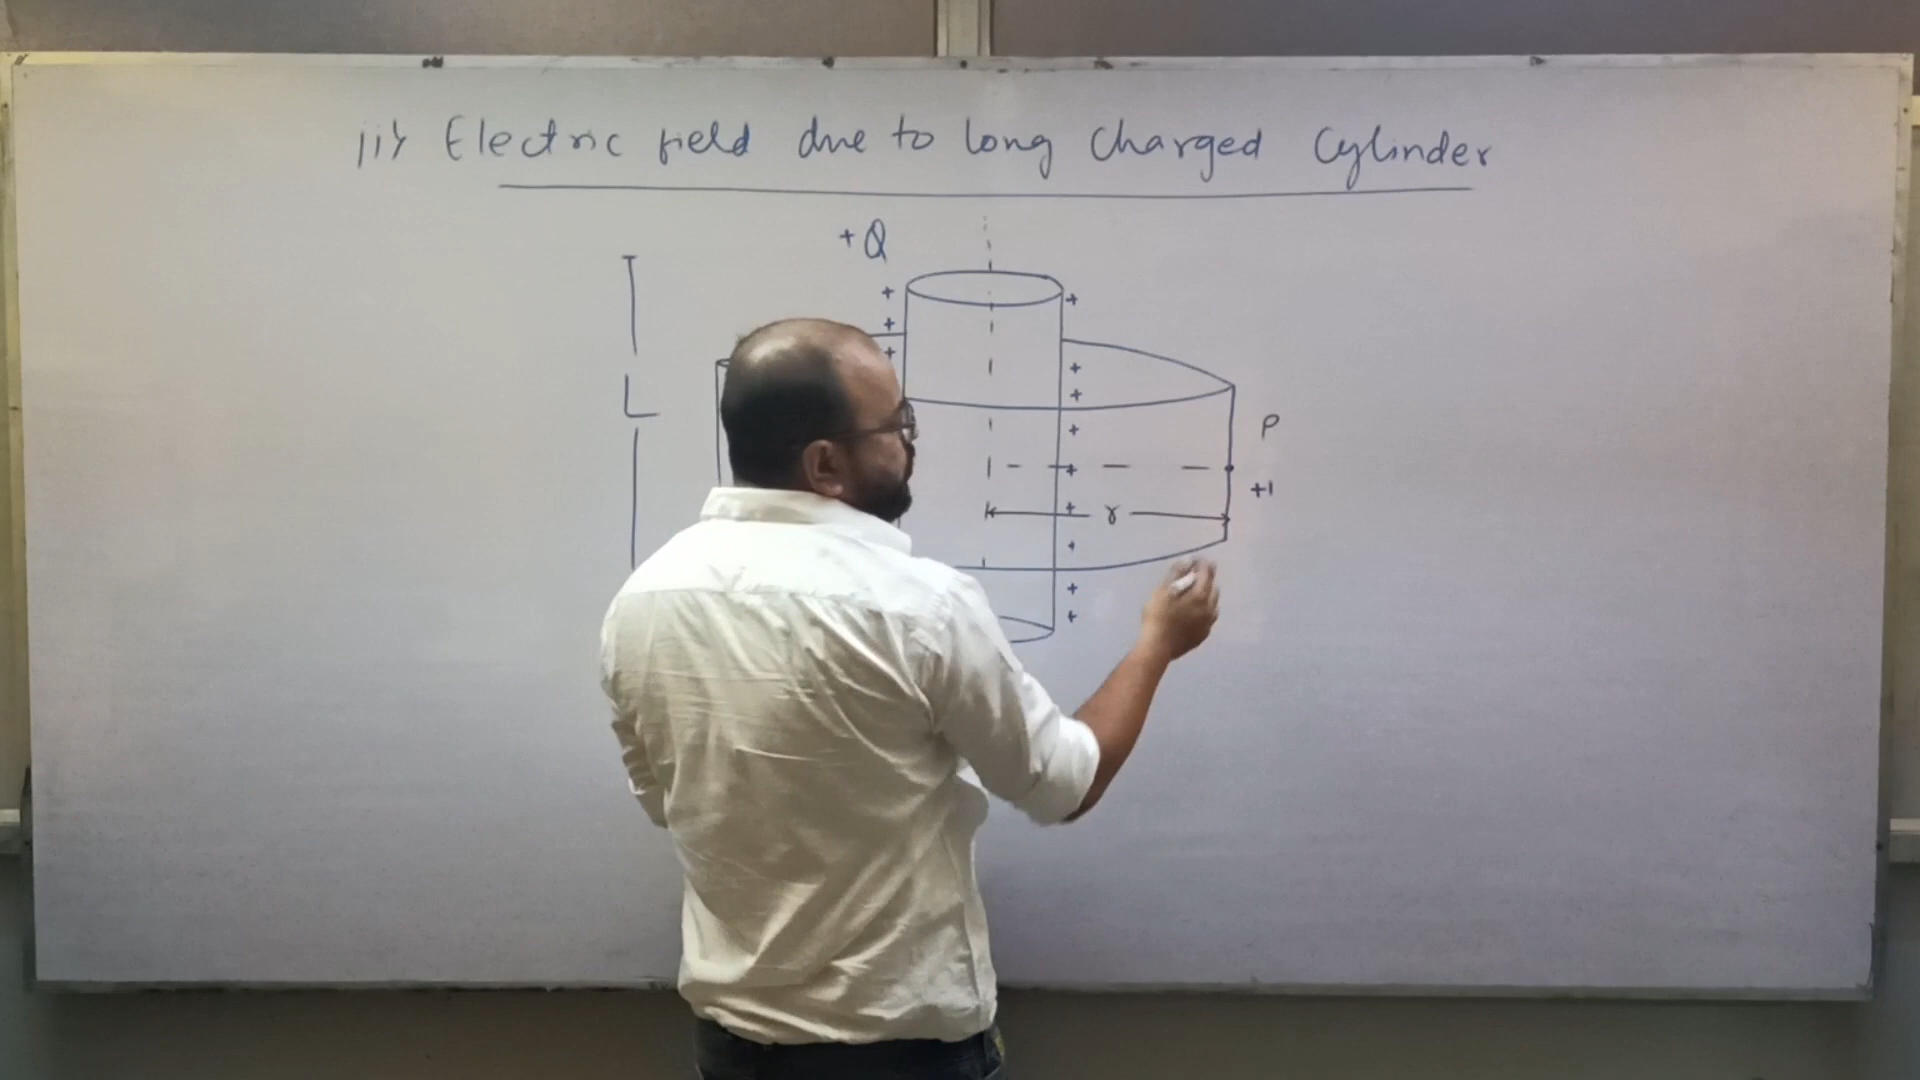 ii) Electric field due to long charged Cylinder
+Q
L
P
+1
r